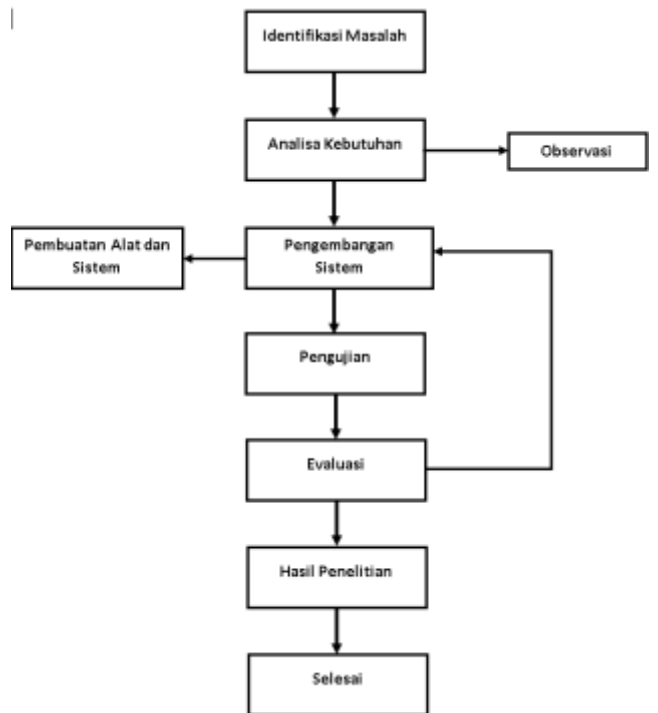 Identifikasi Masalah
Analisa Kebutuhan
Observasi
Pembuatan Alat dan
Sistem
Pengembangan
Sistem
Pengujian
Evaluasi
Hasil Penelitian
Selesai